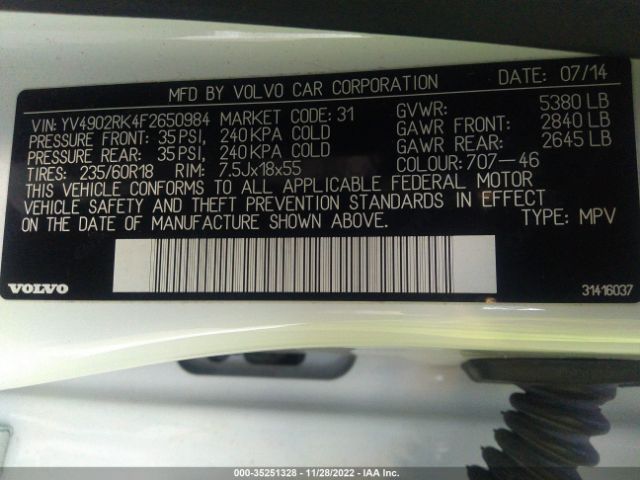 MFD BY VOLVO CAR CORPORATION DATE: 07/14
VIN: YV4902RK4F2650984 MARKET CODE: 31 GVWR: 5380 LB
PRESSURE FRONT: 35 PSI, 240 KPA COLD GAWR FRONT: 2840 LB
PRESSURE REAR: 35 PSI, 240 KPA COLD GAWR REAR: 2645 LB
TIRES: 235/60R18 RIM: 7.5Jx18x55 COLOUR: 707-46
THIS VEHICLE CONFORMS TO ALL APPLICABLE FEDERAL MOTOR
VEHICLE SAFETY AND THEFT PREVENTION STANDARDS IN EFFECT
ON THE DATE OF MANUFACTURE SHOWN ABOVE. TYPE: MPV
VOLVO 31416037
000-35251328 | 11/28/2022 | IAA Inc.